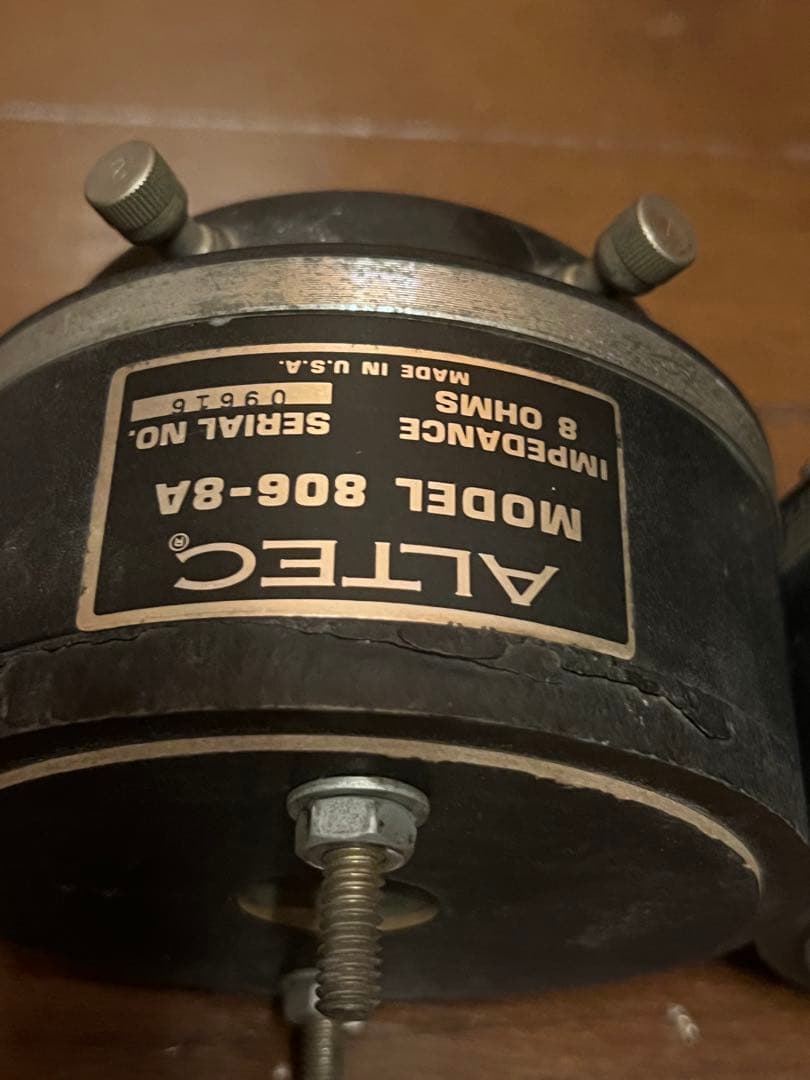 ALTEC®
MODEL 806-8A
IMPEDANCE SERIAL NO.
8 OHMS 09616
MADE IN U.S.A.